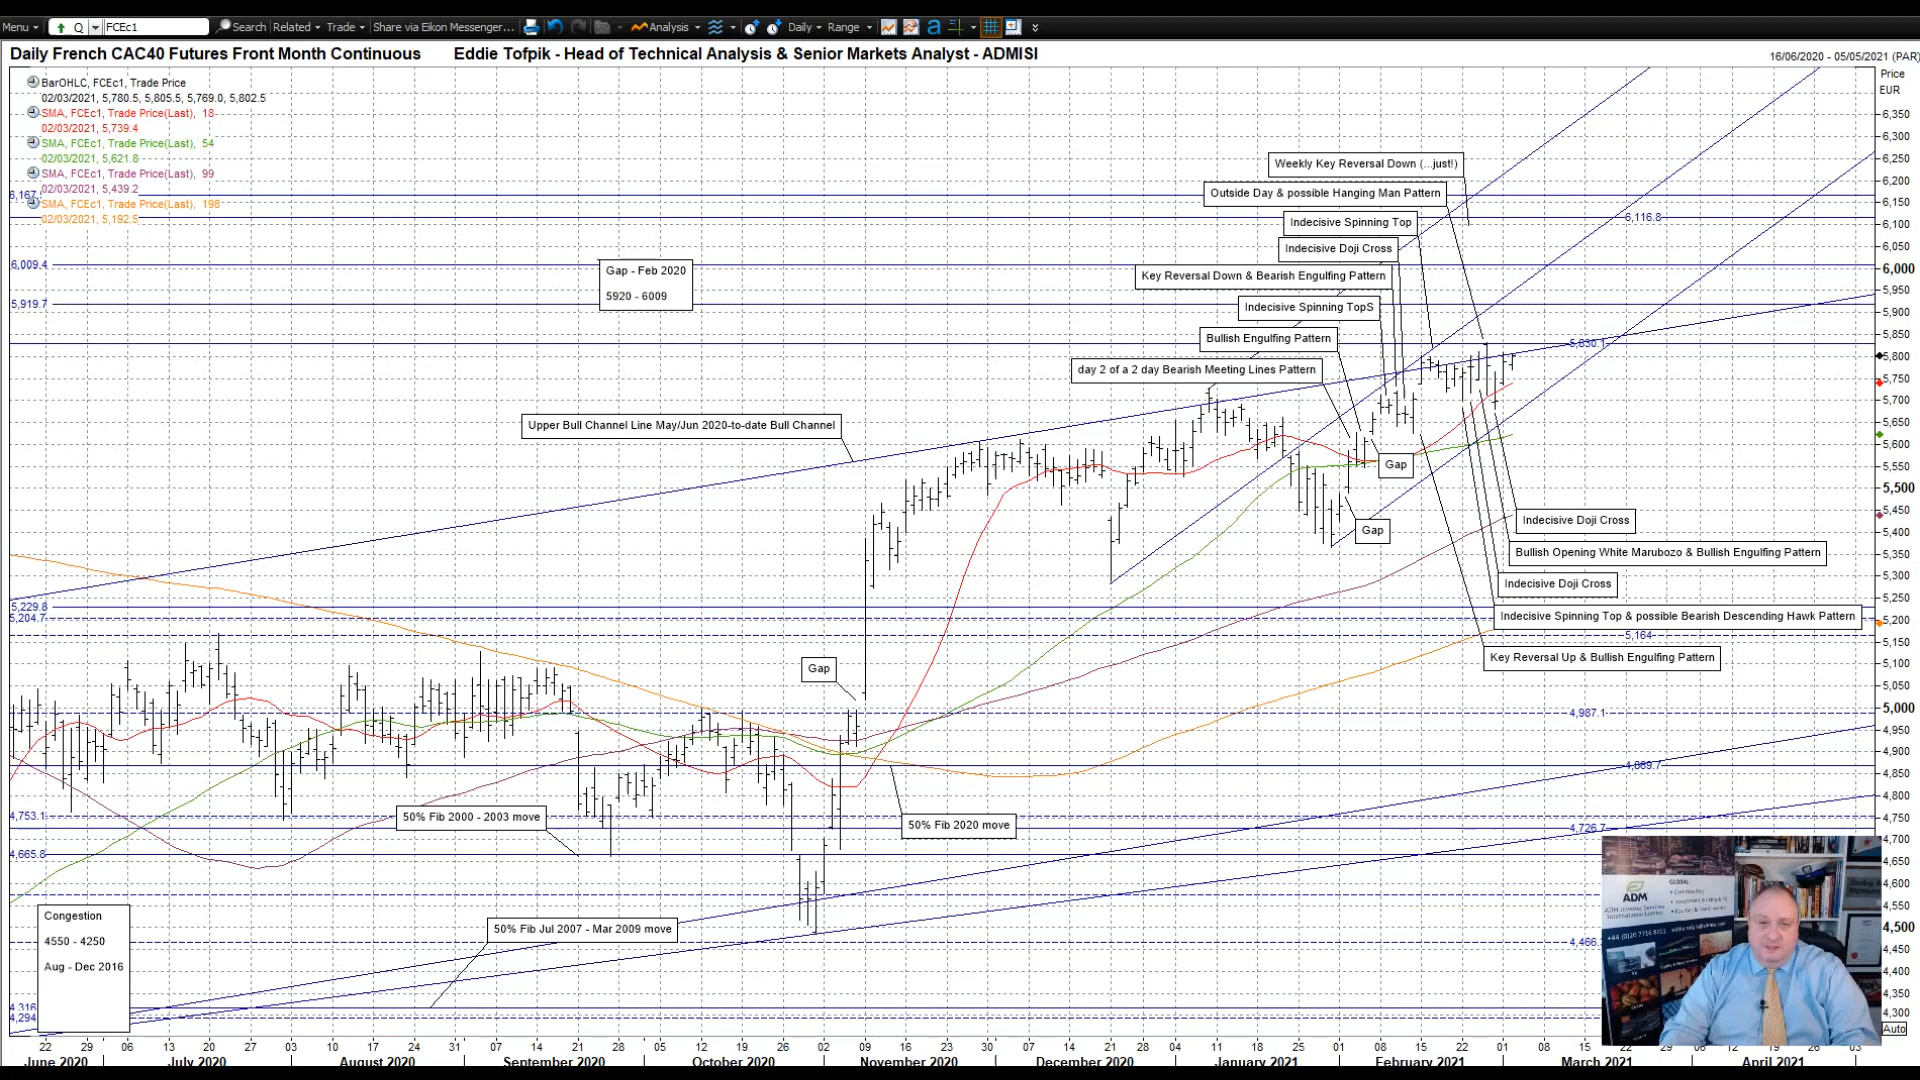 Menu
Q
FCEc1
Search
Related
Trade
Share via Eikon Messenger...
Analysis
Daily
Range
Daily French CAC40 Futures Front Month Continuous
Eddie Tofpik - Head of Technical Analysis & Senior Markets Analyst - ADMISI
16/06/2020 - 05/05/2021 (PAR)
BarOHLC, FCEc1, Trade Price
02/03/2021, 5,780.5, 5,805.5, 5,769.0, 5,802.5
SMA, FCEc1, Trade Price(Last), 18
02/03/2021, 5,739.4
SMA, FCEc1, Trade Price(Last), 54
02/03/2021, 5,621.8
SMA, FCEc1, Trade Price(Last), 99
02/03/2021, 5,439.2
SMA, FCEc1, Trade Price(Last), 198
02/03/2021, 5,192.5
Price
EUR
6,350
6,300
6,250
6,200
6,150
6,100
6,050
6,000
5,950
5,900
5,850
5,800
5,750
5,700
5,650
5,600
5,550
5,500
5,450
5,400
5,350
5,300
5,250
5,200
5,150
5,100
5,050
5,000
4,950
4,900
4,850
4,800
4,750
4,700
4,650
4,600
4,550
4,500
4,450
4,400
4,350
4,300
Auto
6,009.4
5,919.7
5,229.8
5,204.7
4,753.1
4,665.8
4,316
4,294
6,116.8
5,830.1
5,164
4,987.1
4,869.7
4,726.7
4,466.
Weekly Key Reversal Down (...just!)
Outside Day & possible Hanging Man Pattern
Indecisive Spinning Top
Indecisive Doji Cross
Key Reversal Down & Bearish Engulfing Pattern
Indecisive Spinning TopS
Bullish Engulfing Pattern
day 2 of a 2 day Bearish Meeting Lines Pattern
Gap - Feb 2020
5920 - 6009
Upper Bull Channel Line May/Jun 2020-to-date Bull Channel
Gap
Gap
Indecisive Doji Cross
Bullish Opening White Marubozo & Bullish Engulfing Pattern
Indecisive Doji Cross
Indecisive Spinning Top & possible Bearish Descending Hawk Pattern
Key Reversal Up & Bullish Engulfing Pattern
Gap
50% Fib 2000 - 2003 move
50% Fib 2020 move
50% Fib Jul 2007 - Mar 2009 move
Congestion
4550 - 4250
Aug - Dec 2016
ADM
GLOBAL
22 29 06 13 20 27 03 10 17 24 31 07 14 21 28 05 12 19 26 02 09 16 23 30 07 14 21 28 04 11 18 25 01 08 15 22 01 08 15 22 29 06 12 19 26 03
June 2020 July 2020 August 2020 September 2020 October 2020 November 2020 December 2020 January 2021 February 2021 March 2021 April 2021